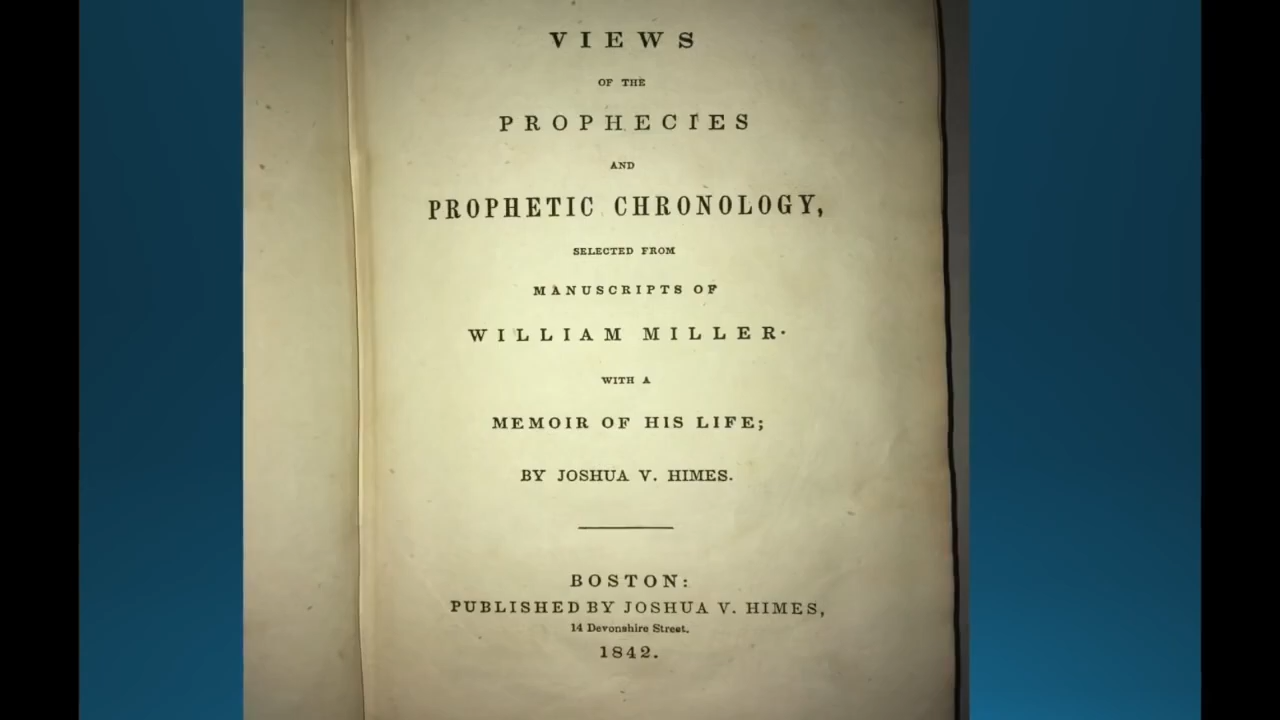 VIEWS
OF THE
PROPHECIES
AND
PROPHETIC CHRONOLOGY,
SELECTED FROM
MANUSCRIPTS OF
WILLIAM MILLER.
WITH A
MEMOIR OF HIS LIFE;
BY JOSHUA V. HIMES.
BOSTON:
PUBLISHED BY JOSHUA V. HIMES,
14 Devonshire Street.
1842.